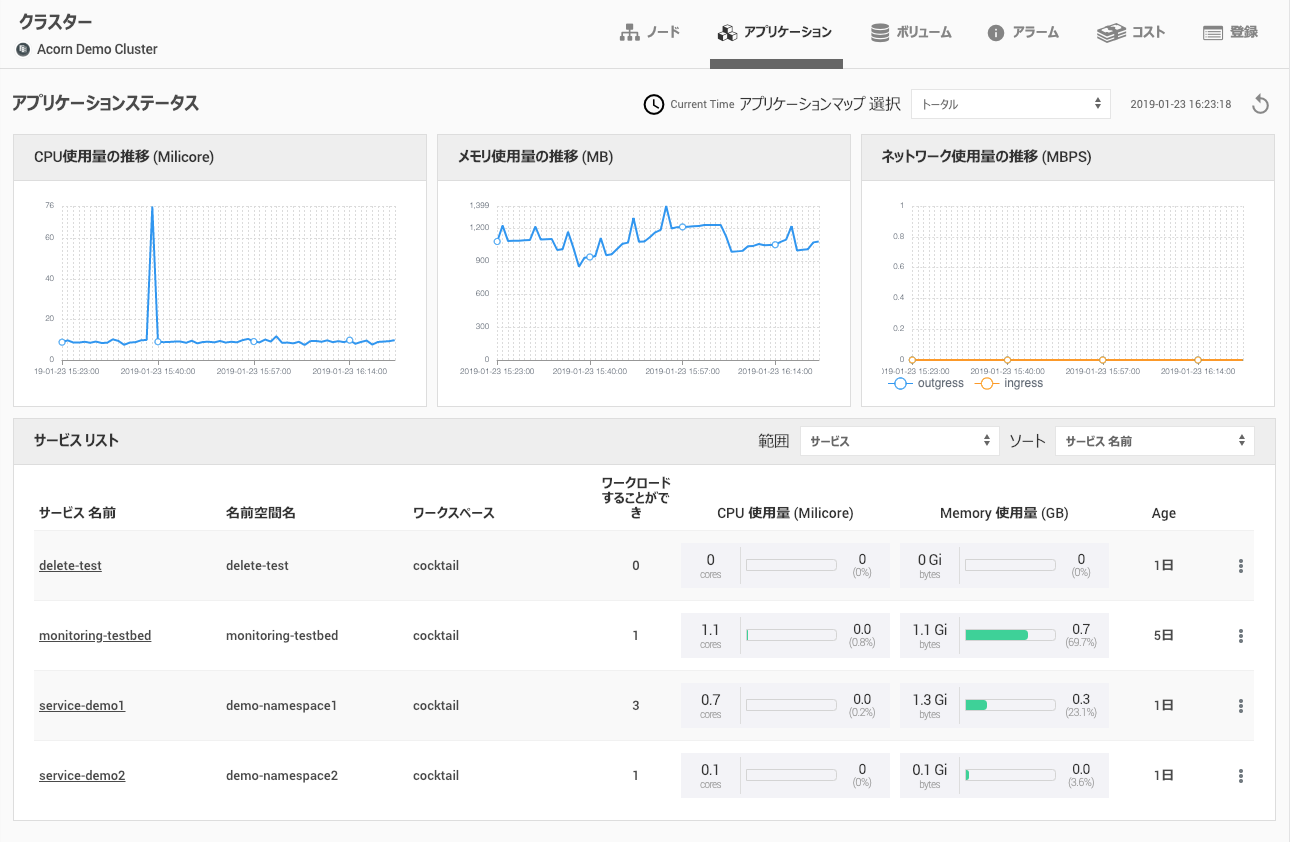 クラスター
Acorn Demo Cluster
ノード
アプリケーション
ボリューム
アラーム
コスト
登録
アプリケーションステータス
Current Time アプリケーションマップ 選択
トータル
2019-01-23 16:23:18
CPU使用量の推移 (Milicore)
76
60
40
20
0
19-01-23 15:23:00 2019-01-23 15:40:00 2019-01-23 15:57:00 2019-01-23 16:14:00
メモリ使用量の推移 (MB)
1,399
1,200
900
600
300
0
2019-01-23 15:23:00 2019-01-23 15:40:00 2019-01-23 15:57:00 2019-01-23 16:14:00
ネットワーク使用量の推移 (MBPS)
1
0.8
0.6
0.4
0.2
0
19-01-23 15:23:00 2019-01-23 15:40:00 2019-01-23 15:57:00 2019-01-23 16:14:00
outgress ingress
サービス リスト
範囲 サービス
ソート サービス 名前
サービス 名前
名前空間名
ワークスペース
ワークロード
することがで
き
CPU 使用量 (Milicore)
Memory 使用量 (GB)
Age
delete-test delete-test cocktail 0
0
cores
0
(0%)
0 Gi
bytes
0
(0%)
1日
monitoring-testbed monitoring-testbed cocktail 1
1.1
cores
0.0
(0.8%)
1.1 Gi
bytes
0.7
(69.7%)
5日
service-demo1 demo-namespace1 cocktail 3
0.7
cores
0.0
(0.2%)
1.3 Gi
bytes
0.3
(23.1%)
1日
service-demo2 demo-namespace2 cocktail 1
0.1
cores
0
(0%)
0.1 Gi
bytes
0.0
(3.6%)
1日